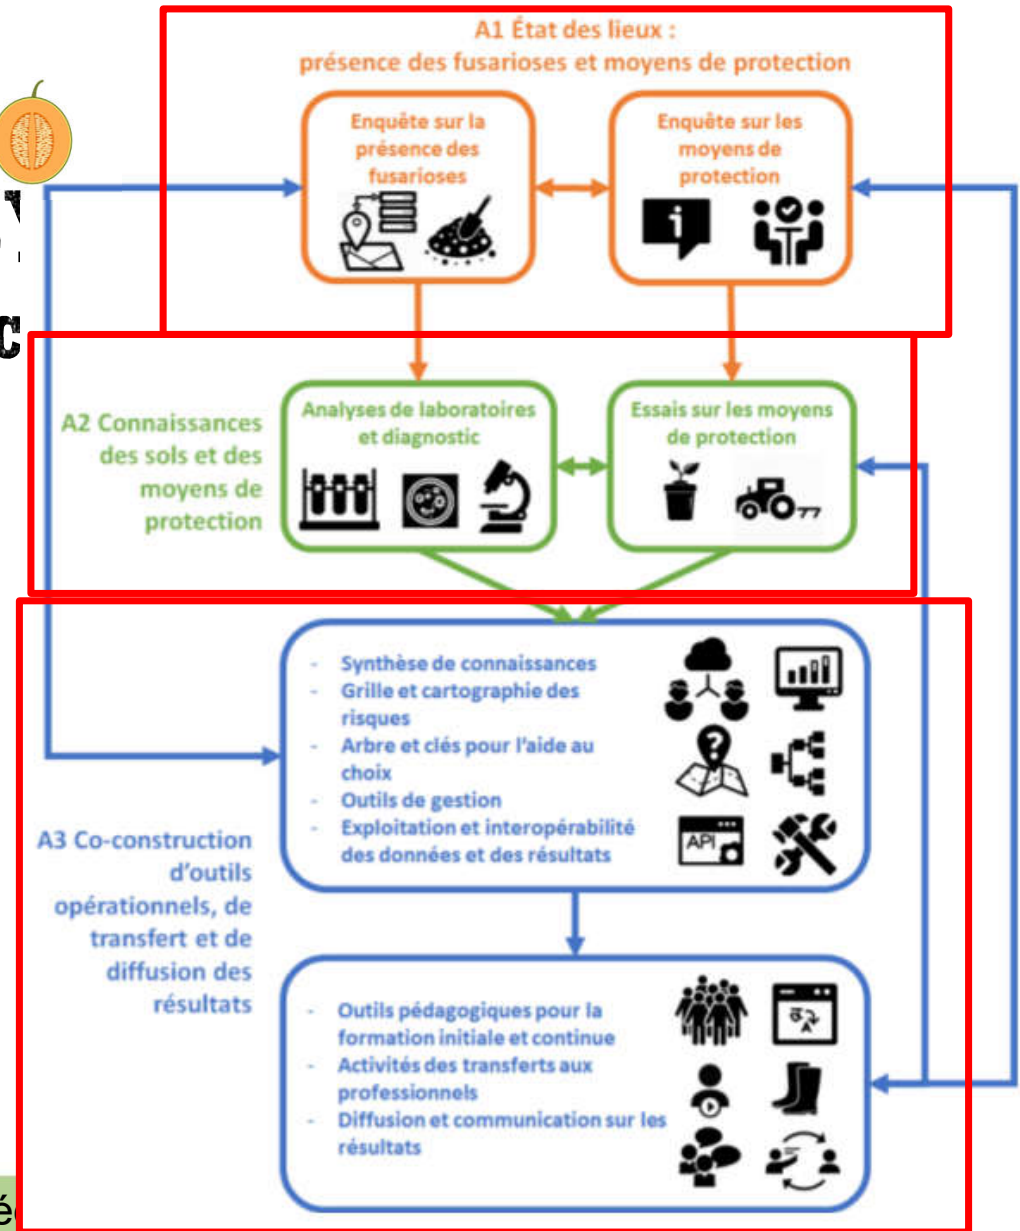 A1 État des lieux :
présence des fusarioses et moyens de protection
Enquête sur la
présence des
fusarioses
Enquête sur les
moyens de
protection
i
A2 Connaissances
des sols et des
moyens de
protection
Analyses de laboratoires
et diagnostic
Essais sur les moyens
de protection
- Synthèse de connaissances
- Grille et cartographie des
risques
- Arbre et clés pour l'aide au
choix
- Outils de gestion
- Exploitation et interopérabilité
des données et des résultats
?
API
A3 Co-construction
d'outils
opérationnels, de
transfert et de
diffusion des
résultats
- Outils pédagogiques pour la
formation initiale et continue
- Activités des transferts aux
professionnels
- Diffusion et communication sur les
résultats